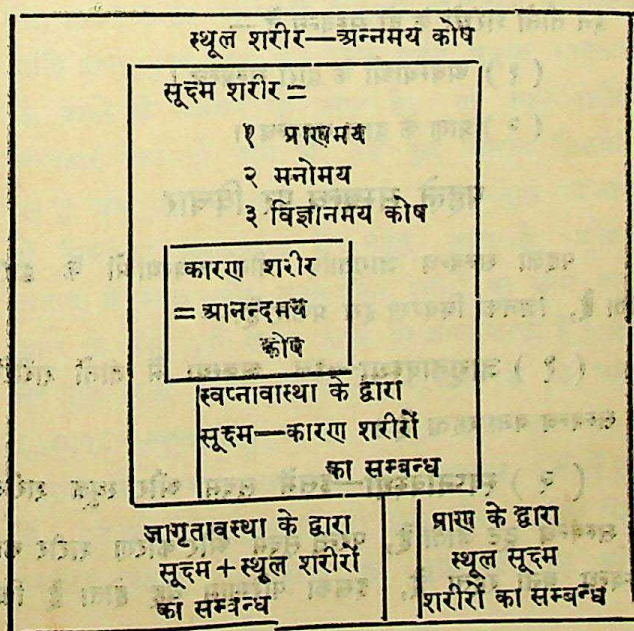 स्थूल शरीर—अन्नमय कोष
सूक्ष्म शरीर =
१ प्राणमय
२ मनोमय
३ विज्ञानमय कोष
कारण शरीर
= आनन्दमय
कोष
स्वप्नावास्था के द्वारा
सूक्ष्म—कारण शरीरों
का सम्बन्ध
जागृतावस्था के द्वारा
सूक्ष्म + स्थूल शरीरों
का सम्बन्ध
प्राण के द्वारा
स्थूल सूक्ष्म
शरीरों का सम्बन्ध